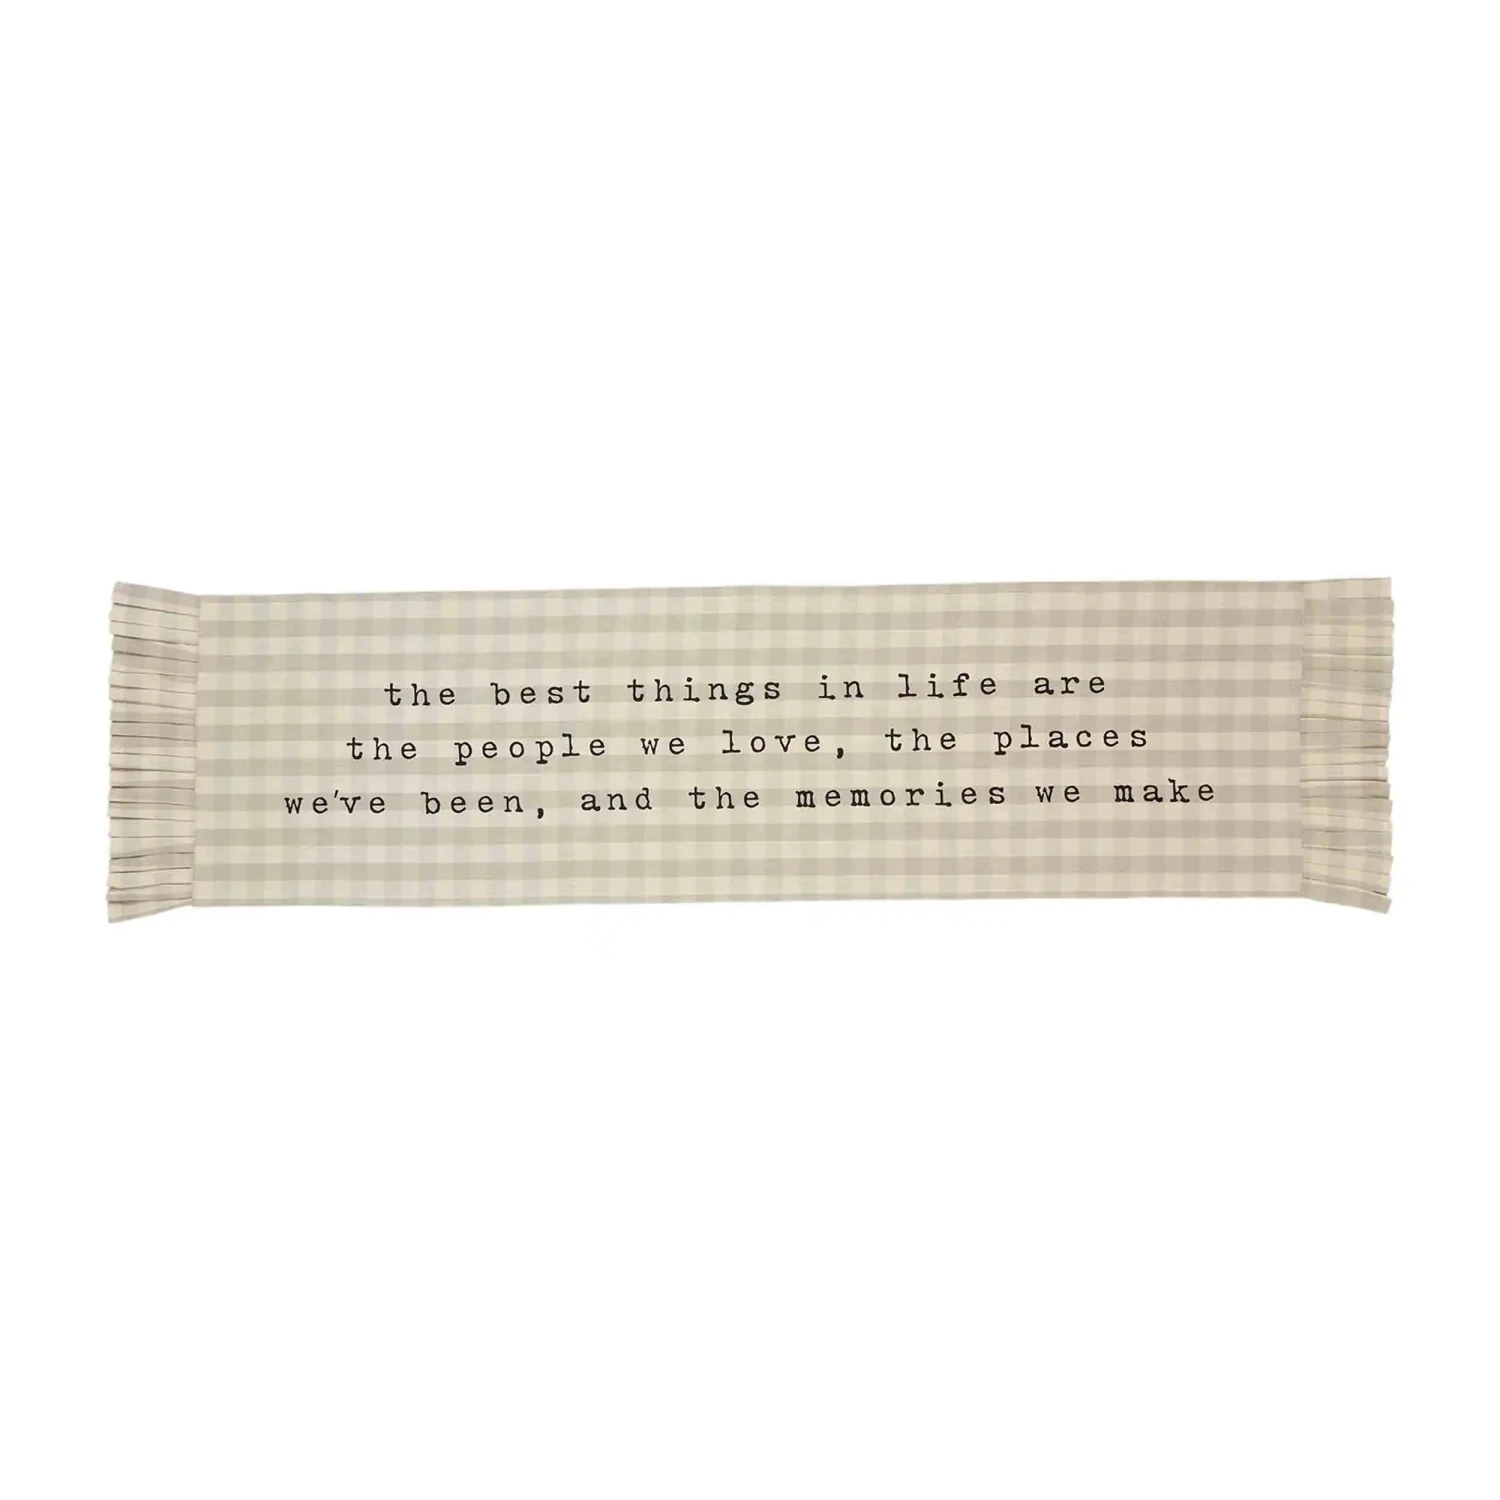 the best things in life are
the people we love, the places
we've been, and the memories we make